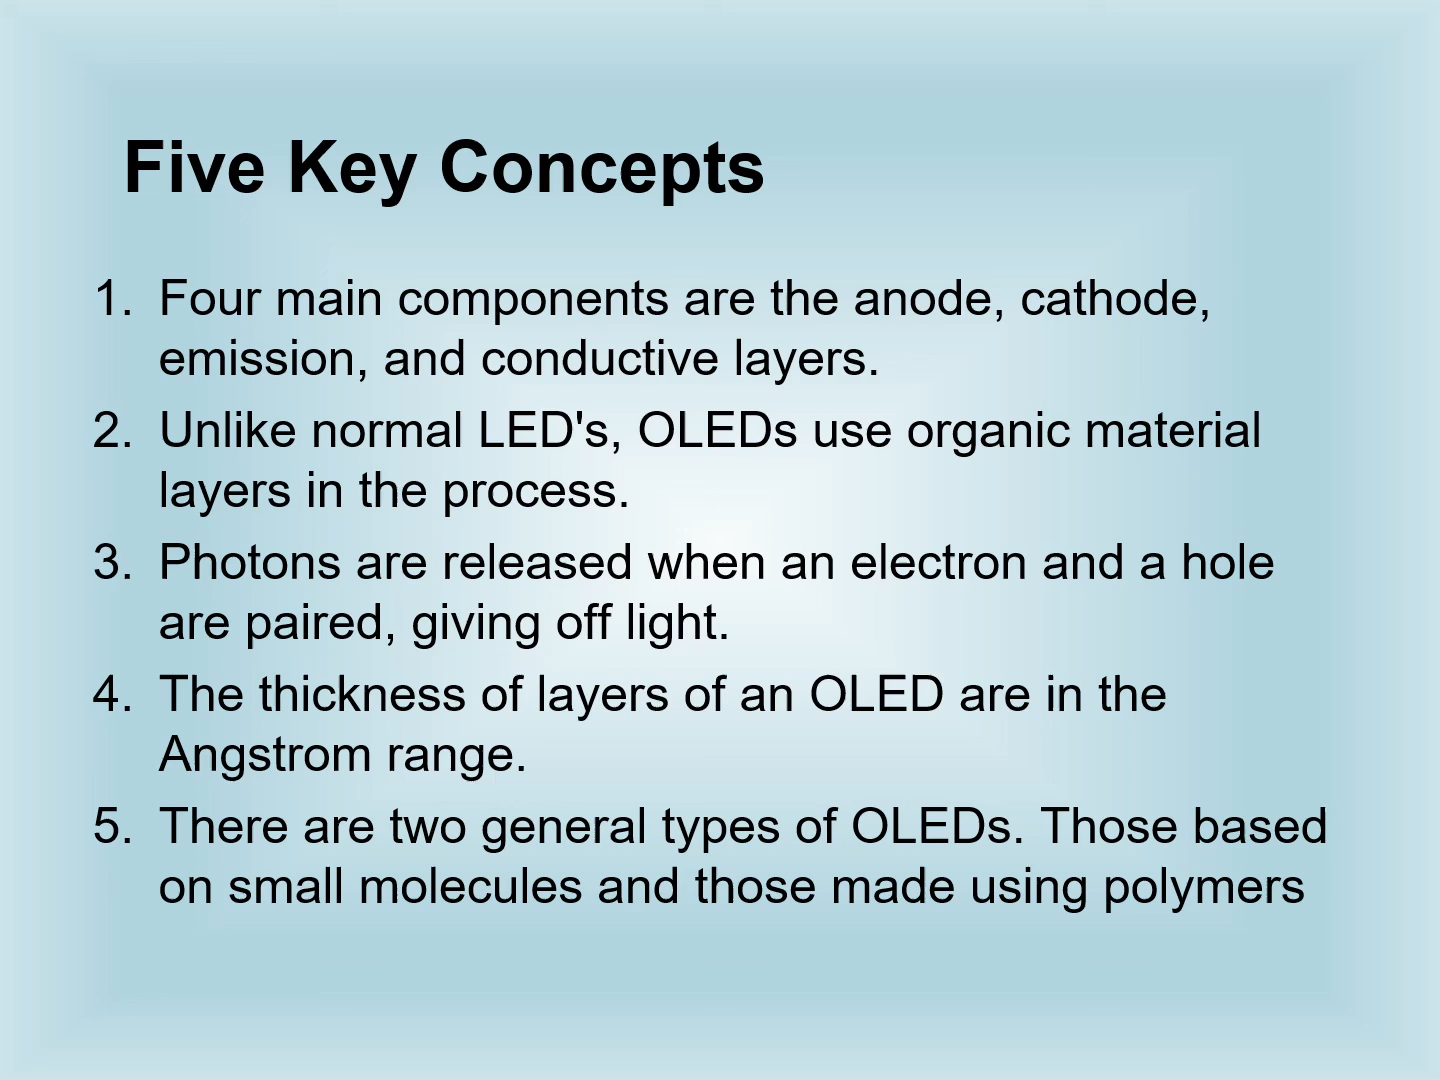 Five Key Concepts
1. Four main components are the anode, cathode,
emission, and conductive layers.
2. Unlike normal LED's, OLEDs use organic material
layers in the process.
3. Photons are released when an electron and a hole
are paired, giving off light.
4. The thickness of layers of an OLED are in the
Angstrom range.
5. There are two general types of OLEDs. Those based
on small molecules and those made using polymers